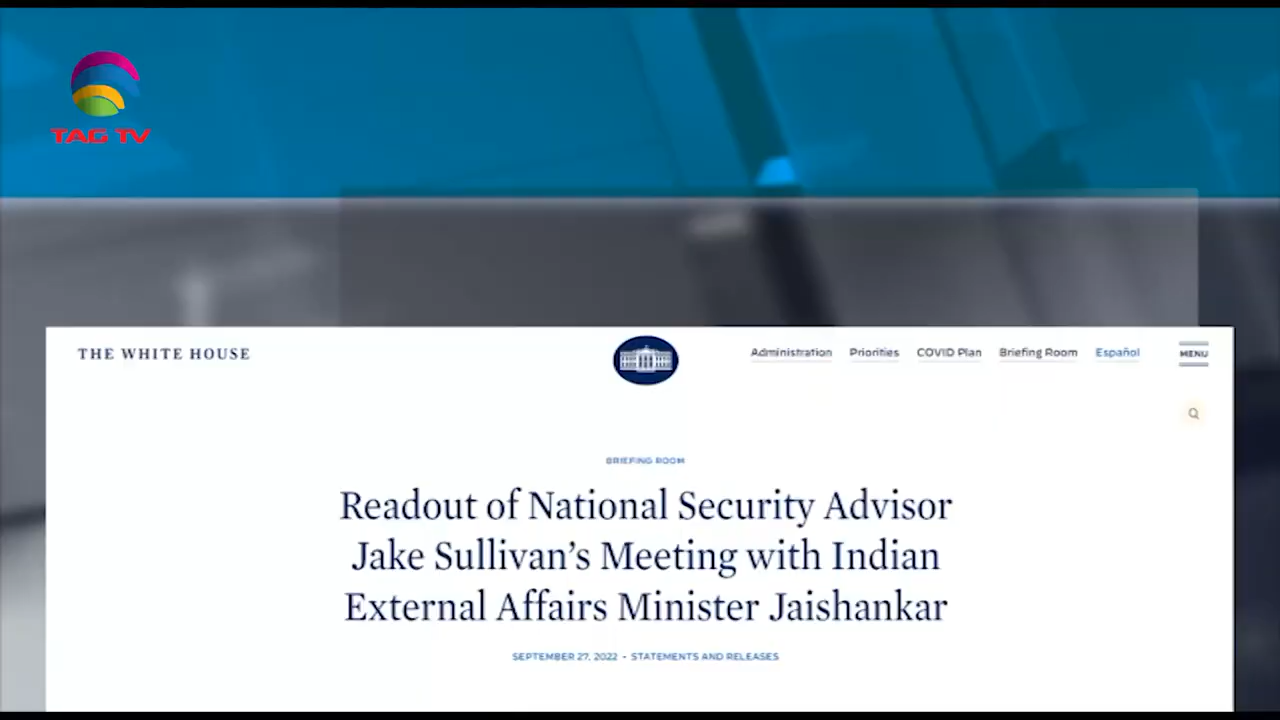 TAG TV
THE WHITE HOUSE
Administration Priorities COVID Plan Briefing Room Español MENU
BRIEFING ROOM
Readout of National Security Advisor
Jake Sullivan’s Meeting with Indian
External Affairs Minister Jaishankar
SEPTEMBER 27, 2022 • STATEMENTS AND RELEASES